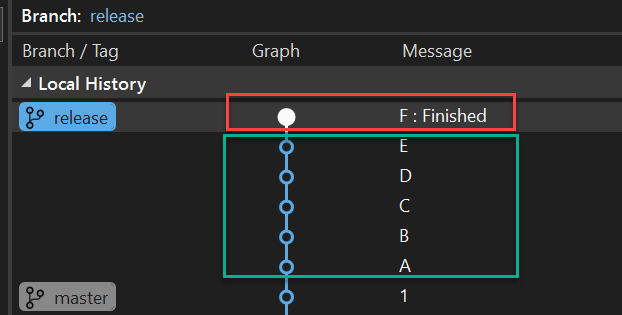 Branch: release
Branch / Tag Graph Message
Local History
release F : Finished
E
D
C
B
A
master 1